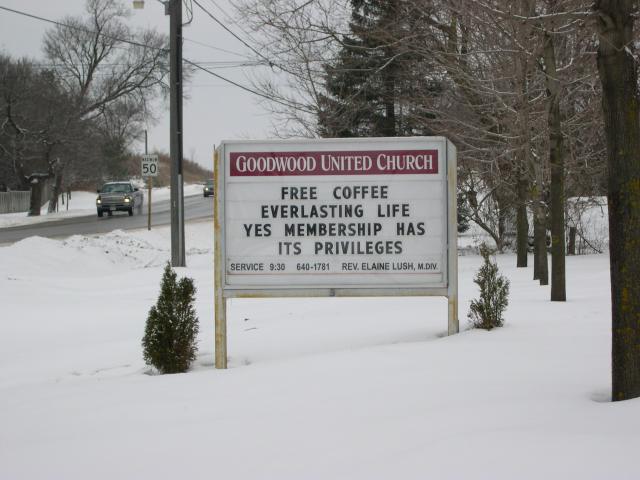 MAXIMUM
50
GOODWOOD UNITED CHURCH
FREE COFFEE
EVERLASTING LIFE
YES MEMBERSHIP HAS
ITS PRIVILEGES
SERVICE 9:30 640-1781 REV. ELAINE LUSH, M.DIV.